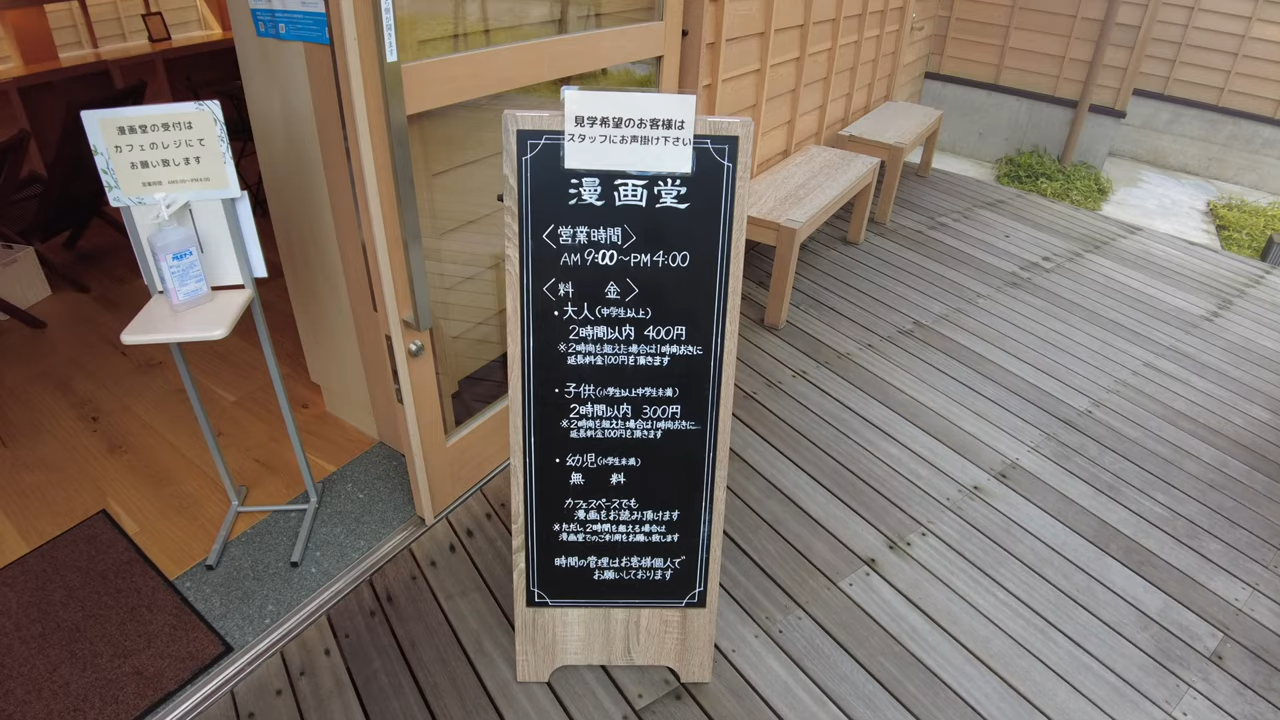 漫画堂の受付は
カフェのレジにて
お願い致します
営業時間 AM9:00~PM4:00
見学希望のお客様は
スタッフにお声掛け下さい
漫画堂
〈営業時間〉
AM 9:00~PM 4:00
〈料 金〉
・大人(中学生以上)
2時間以内 400円
※2時間を超えた場合は1時間おきに
延長料金100円を頂きます
・子供(小学生以上中学生未満)
2時間以内 300円
※2時間を超えた場合は1時間おきに
延長料金100円を頂きます
・幼児(小学生未満)
無 料
カフェスペースでも
漫画をお読み頂けます
※ただし、2時間を超える場合は
漫画堂でのご利用をお願い致します
時間の管理はお客様個人で
お願いしております